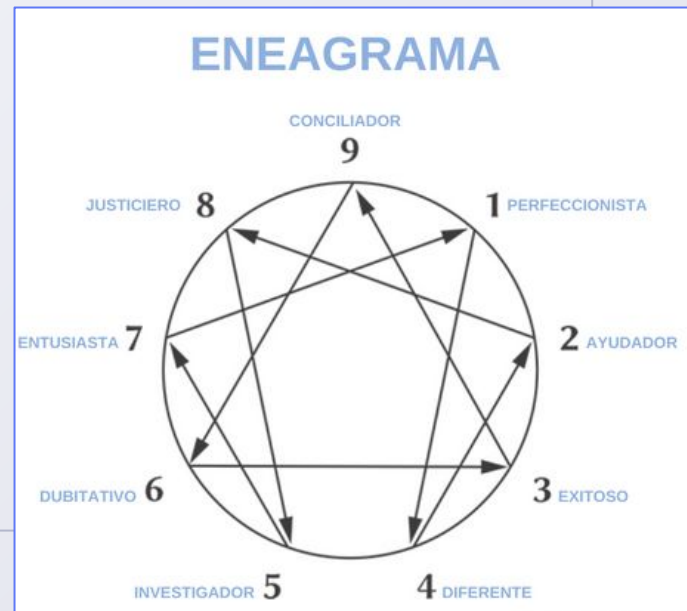 ENEAGRAMA
CONCILIADOR
9
JUSTICIERO 8
1 PERFECCIONISTA
ENTUSIASTA 7
2 AYUDADOR
DUBITATIVO 6
3 EXITOSO
INVESTIGADOR 5
4 DIFERENTE